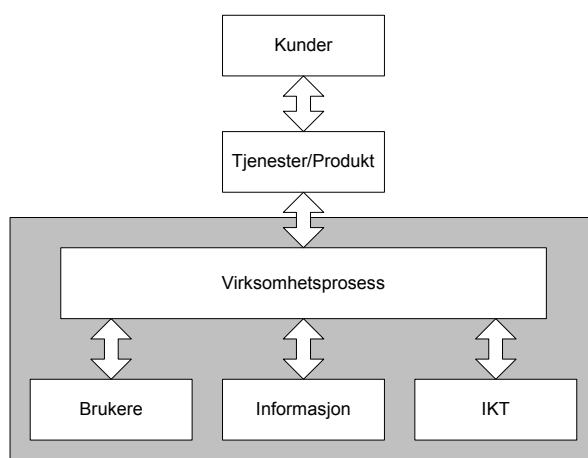 Kunder
Tjenester/Produkt
Virksomhetsprosess
Brukere
Informasjon
IKT